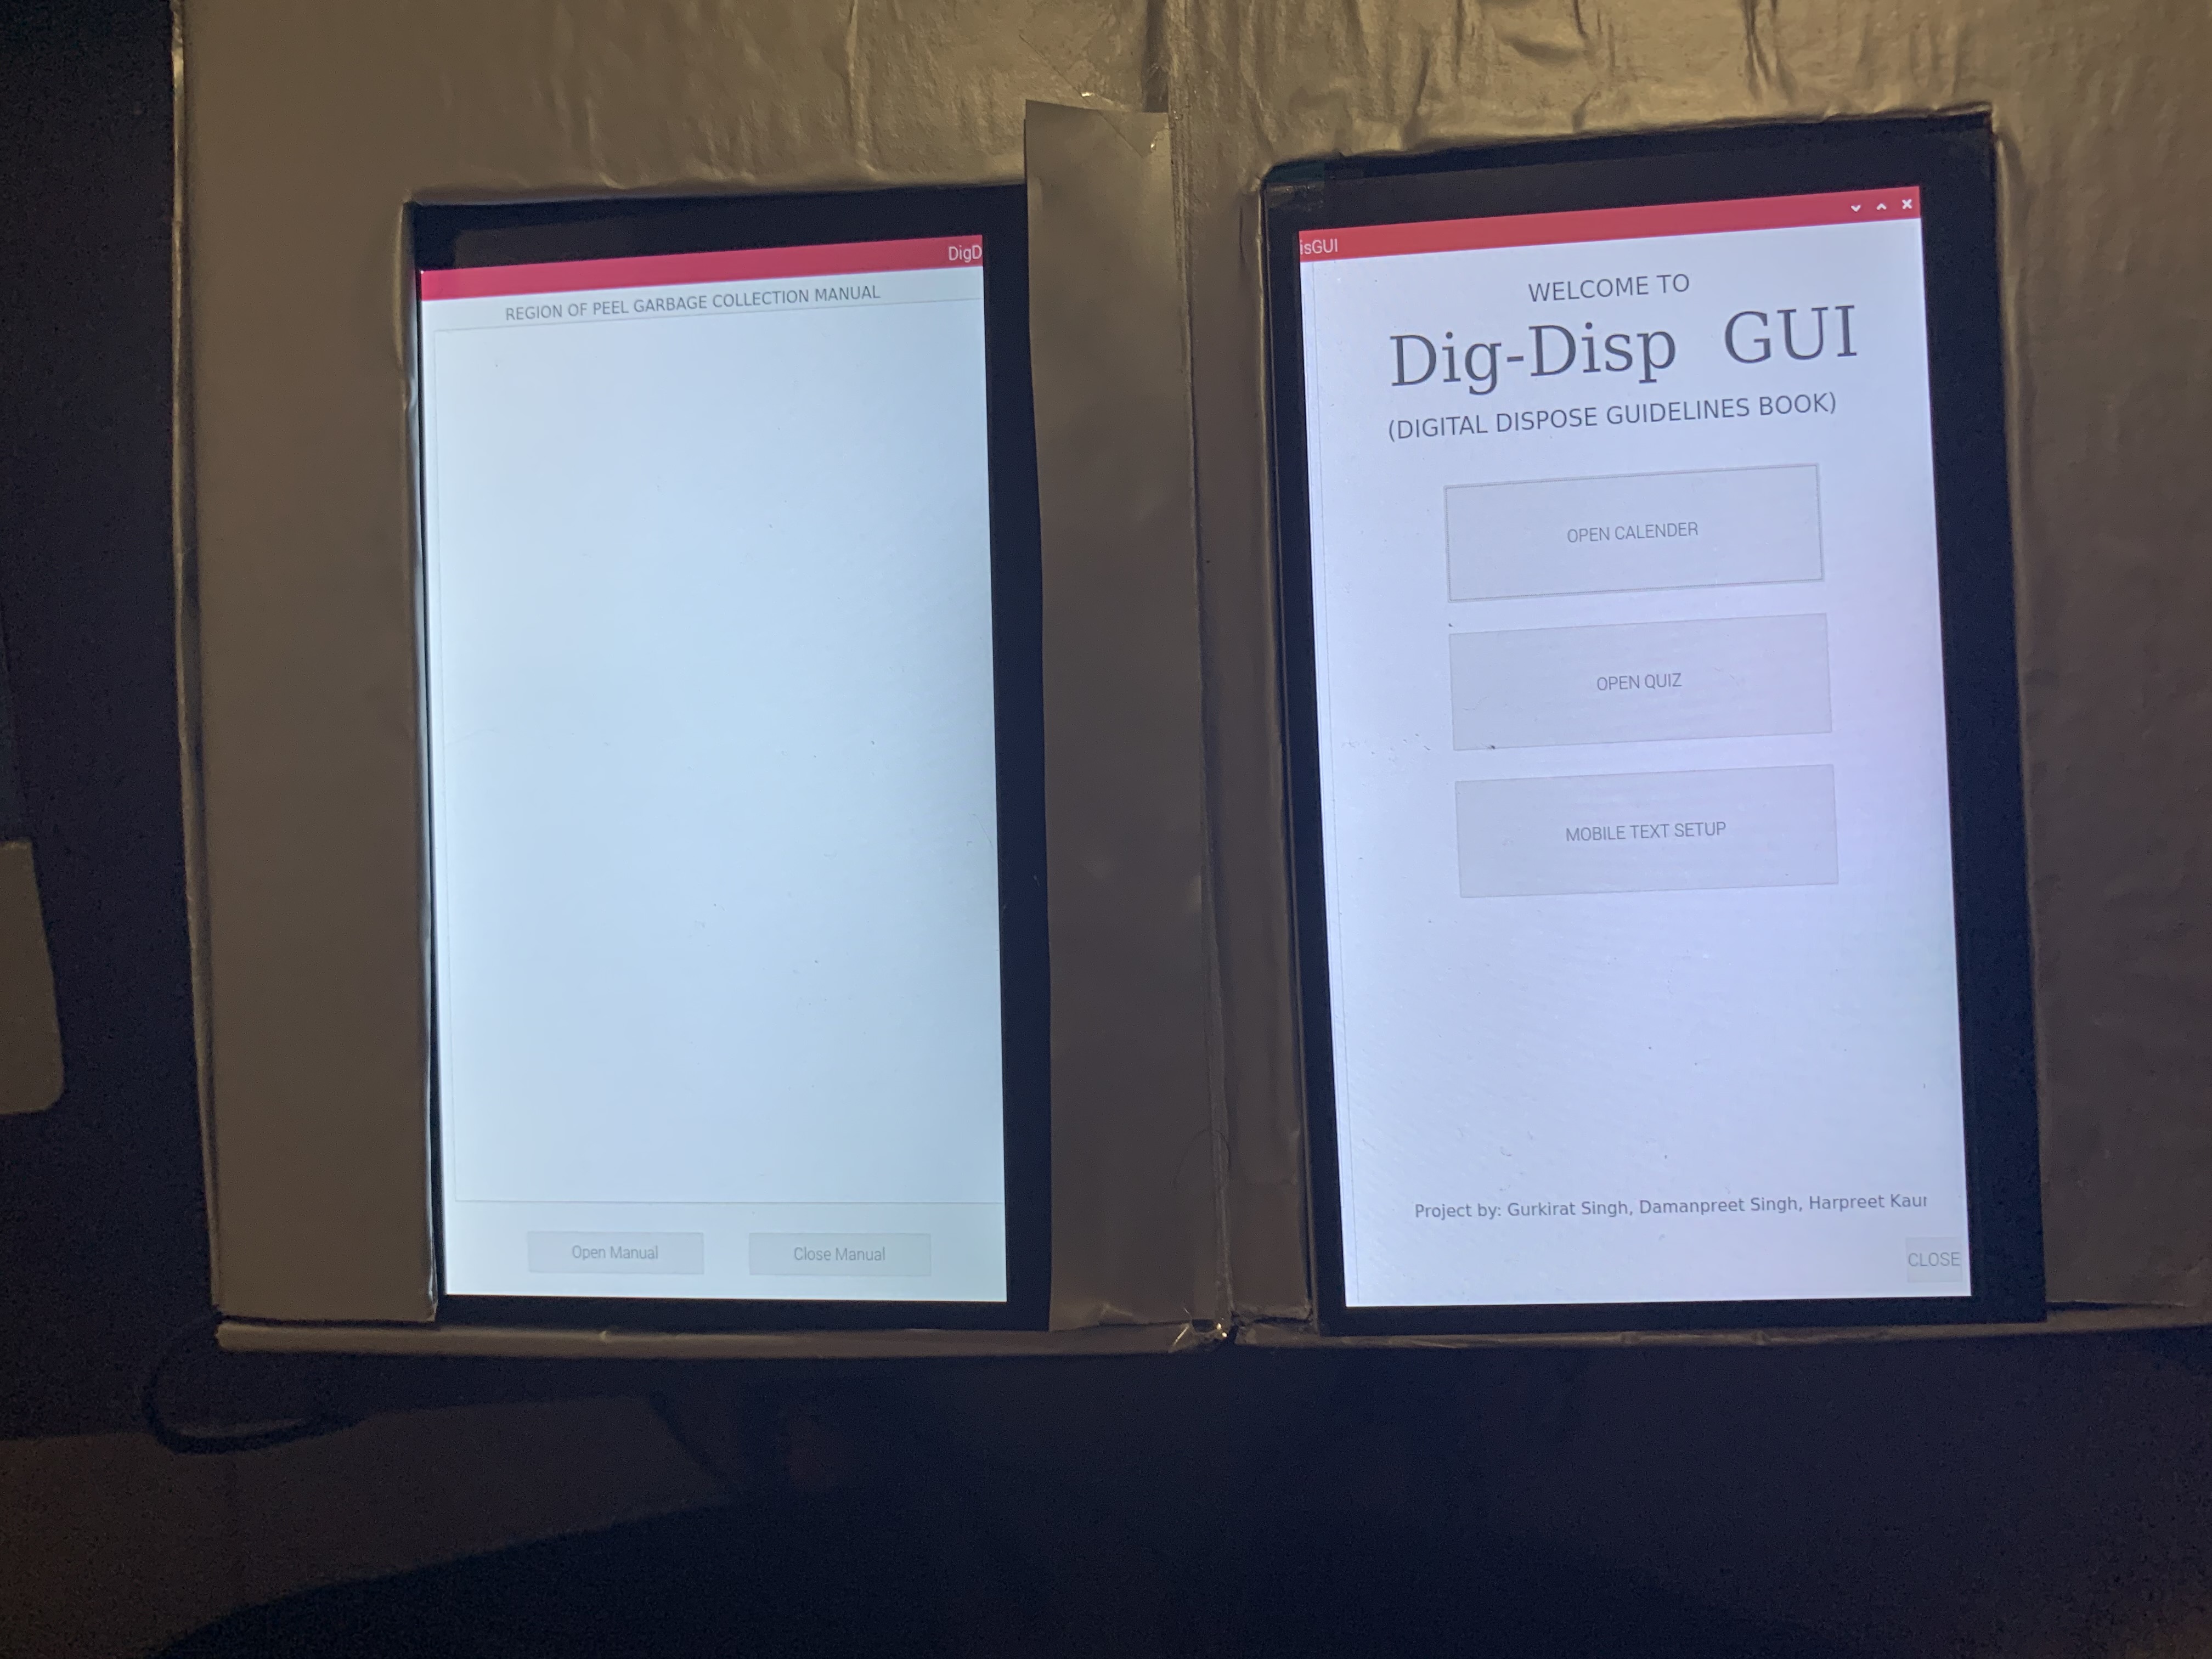 DigD
REGION OF PEEL GARBAGE COLLECTION MANUAL
Open Manual
Close Manual
isGUI
WELCOME TO
Dig-Disp GUI
(DIGITAL DISPOSE GUIDELINES BOOK)
OPEN CALENDER
OPEN QUIZ
MOBILE TEXT SETUP
Project by: Gurkirat Singh, Damanpreet Singh, Harpreet Kaur
CLOSE